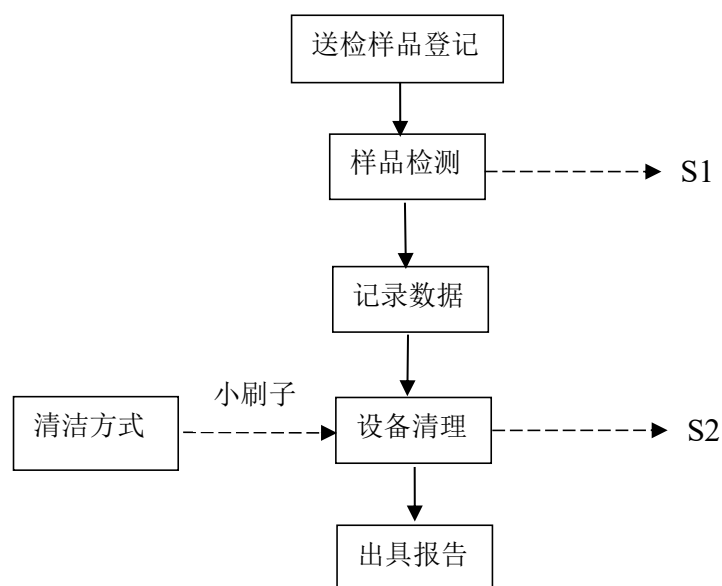 送检样品登记
样品检测
S1
记录数据
小刷子
清洁方式
设备清理
S2
出具报告